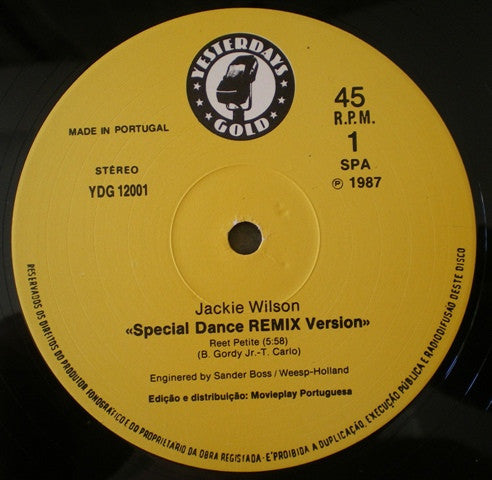 YESTERDAYS
GOLD
45
R.P.M.
1
SPA
℗ 1987
MADE IN PORTUGAL
STÉREO
YDG 12001
Jackie Wilson
«Special Dance REMIX Version»
Reet Petite (5:58)
(B. Gordy Jr.-T. Carlo)
Enginered by Sander Boss / Weesp-Holland
Edição e distribuição: Movieplay Portuguesa
RESERVADOS OS DIREITOS DO PRODUTOR FONOGRÁFICO E DO PROPRIETÁRIO DA OBRA REGISTADA - É PROIBIDA A DUPLICAÇÃO, EXECUÇÃO PÚBLICA E RADIODIFUSÃO DESTE DISCO